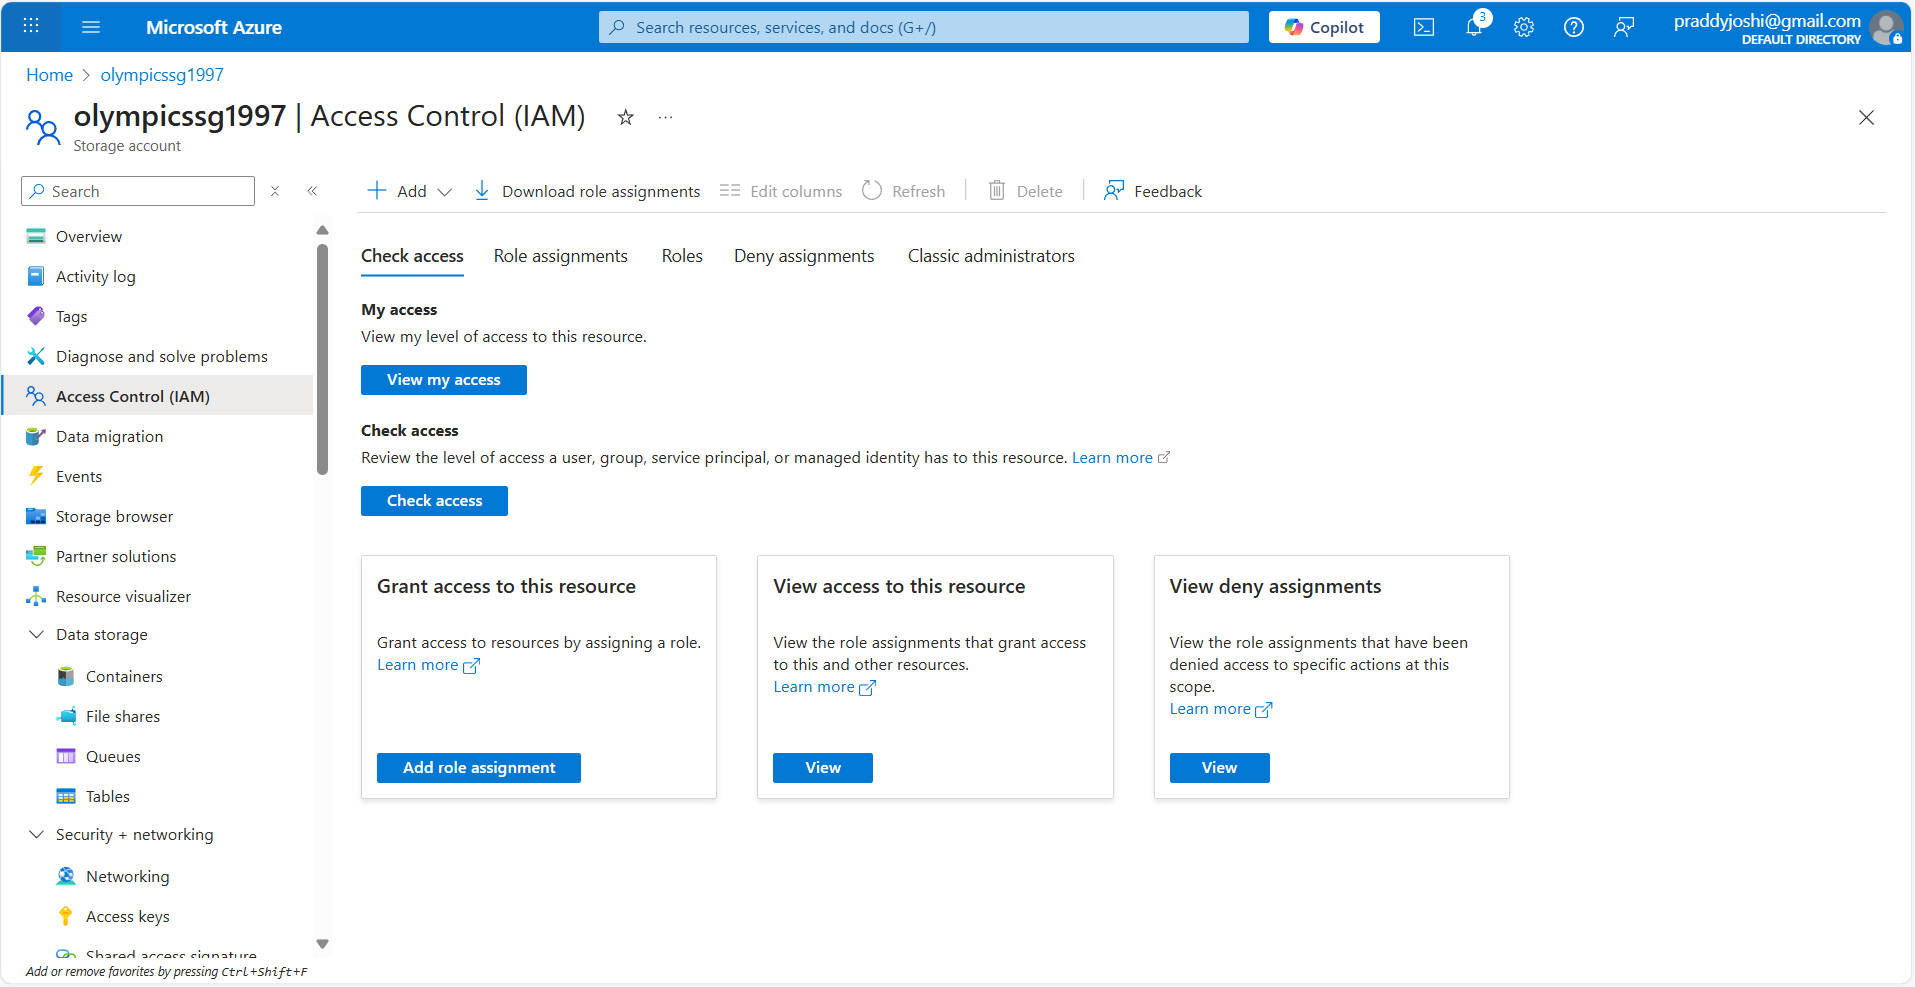 Microsoft Azure
Search resources, services, and docs (G+/)
Copilot
3
praddyjoshi@gmail.com
DEFAULT DIRECTORY
Home > olympicssg1997
olympicssg1997 | Access Control (IAM)
Storage account
Search
Add
Download role assignments
Edit columns
Refresh
Delete
Feedback
Overview
Activity log
Tags
Diagnose and solve problems
Access Control (IAM)
Data migration
Events
Storage browser
Partner solutions
Resource visualizer
Data storage
Containers
File shares
Queues
Tables
Security + networking
Networking
Access keys
Shared access signature
Add or remove favorites by pressing Ctrl+Shift+F
Check access
Role assignments
Roles
Deny assignments
Classic administrators
My access
View my level of access to this resource.
View my access
Check access
Review the level of access a user, group, service principal, or managed identity has to this resource. Learn more
Check access
Grant access to this resource
Grant access to resources by assigning a role.
Learn more
Add role assignment
View access to this resource
View the role assignments that grant access
to this and other resources.
Learn more
View
View deny assignments
View the role assignments that have been
denied access to specific actions at this
scope.
Learn more
View